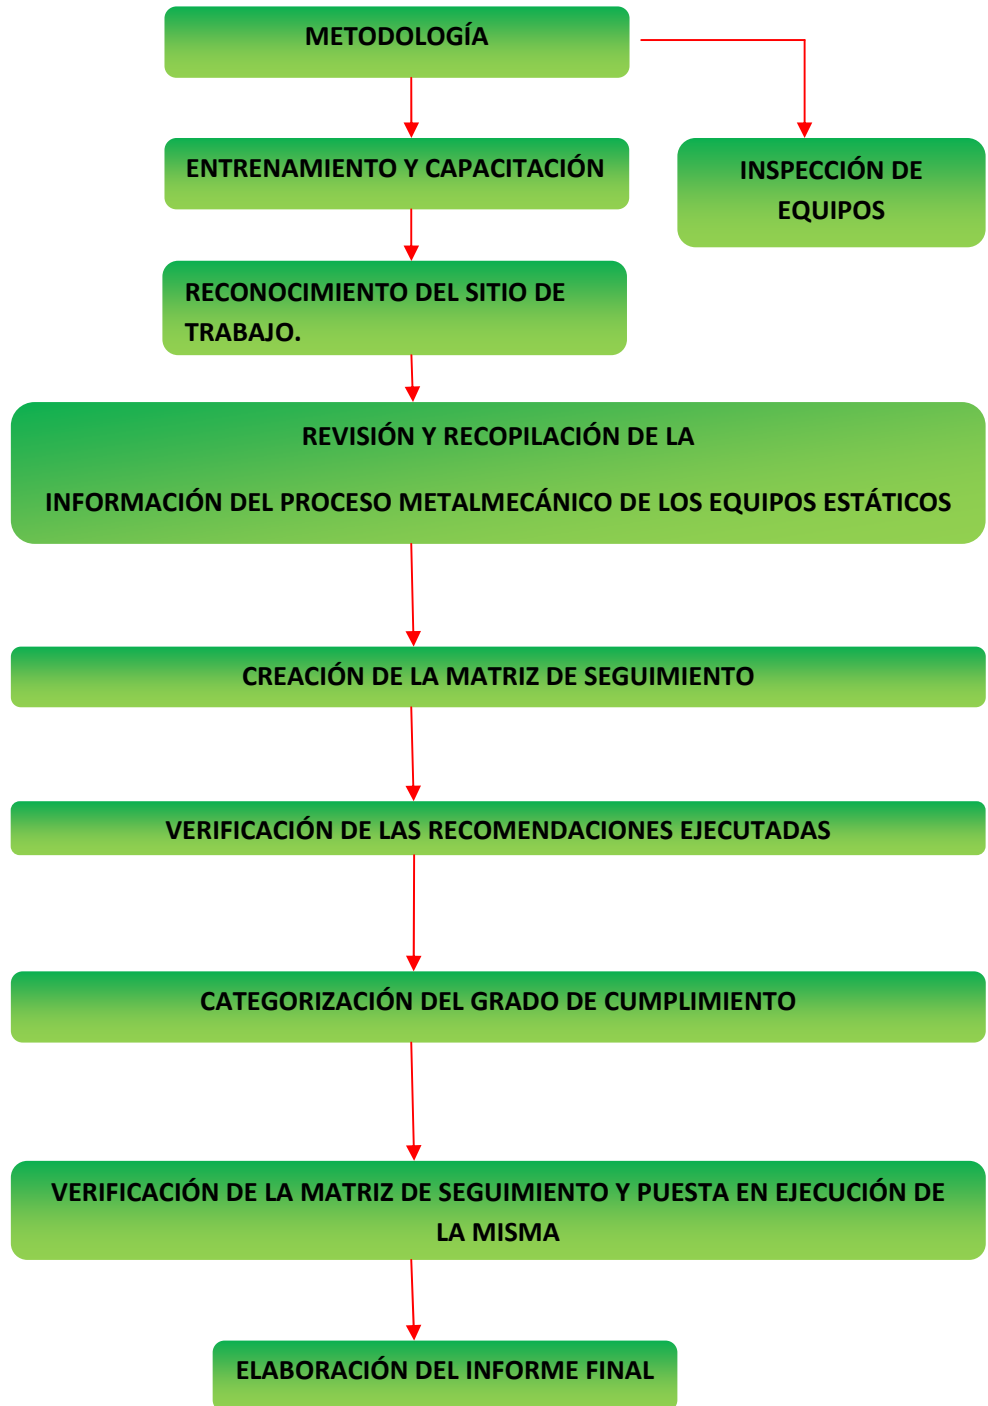 METODOLOGÍA
ENTRENAMIENTO Y CAPACITACIÓN
INSPECCIÓN DE
EQUIPOS
RECONOCIMIENTO DEL SITIO DE
TRABAJO.
REVISIÓN Y RECOPILACIÓN DE LA
INFORMACIÓN DEL PROCESO METALMECÁNICO DE LOS EQUIPOS ESTÁTICOS
CREACIÓN DE LA MATRIZ DE SEGUIMIENTO
VERIFICACIÓN DE LAS RECOMENDACIONES EJECUTADAS
CATEGORIZACIÓN DEL GRADO DE CUMPLIMIENTO
VERIFICACIÓN DE LA MATRIZ DE SEGUIMIENTO Y PUESTA EN EJECUCIÓN DE
LA MISMA
ELABORACIÓN DEL INFORME FINAL